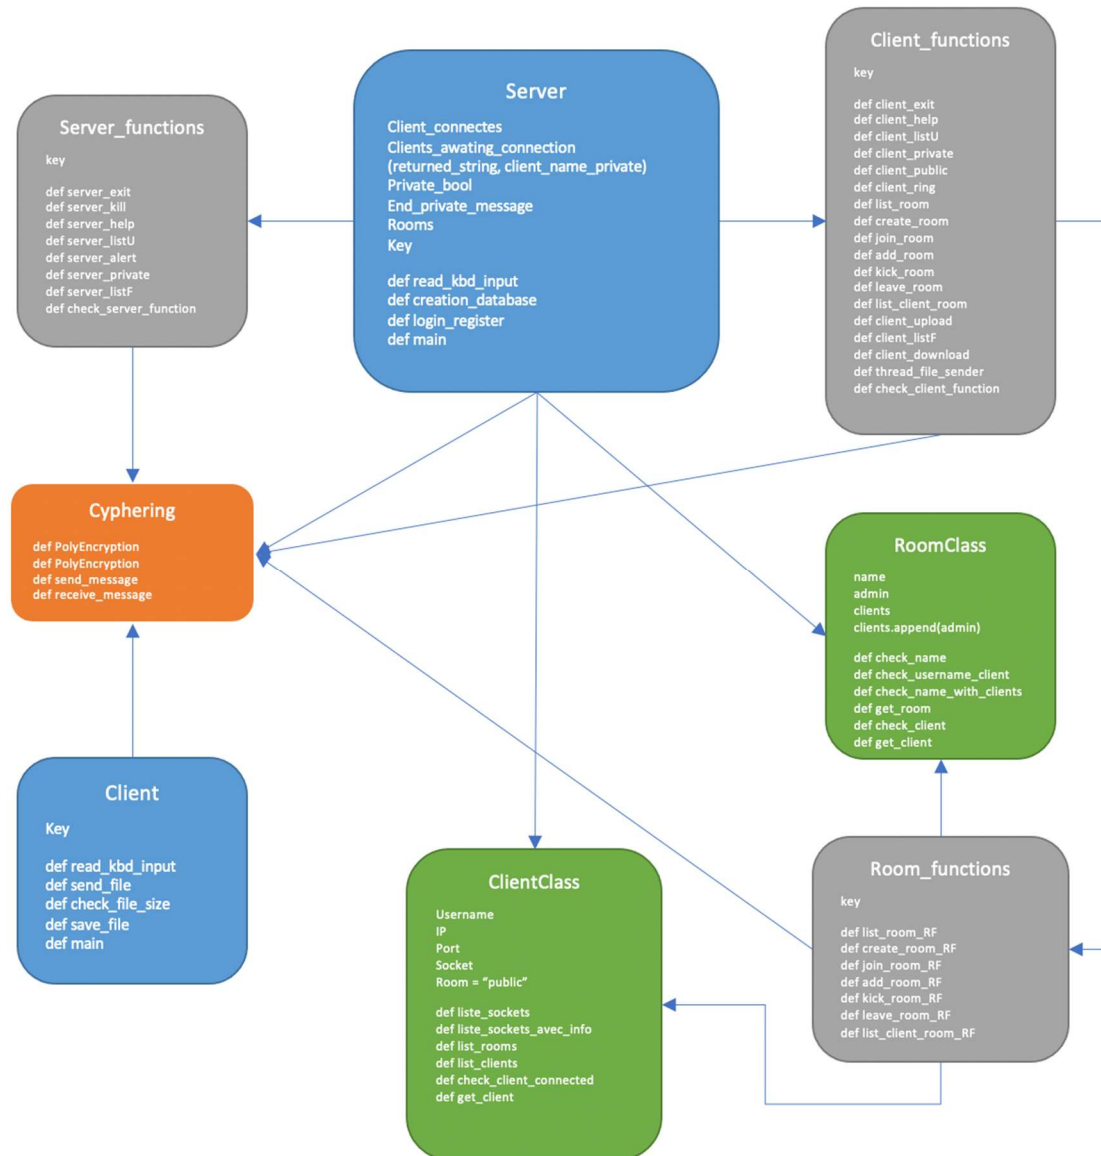 Server_functions
key
def server_exit
def server_kill
def server_help
def server_listU
def server_alert
def server_private
def server_listF
def check_server_function
Server
Client_connectes
Clients_awating_connection
(returned_string, client_name_private)
Private_bool
End_private_message
Rooms
Key
def read_kbd_input
def creation_database
def login_register
def main
Client_functions
key
def client_exit
def client_help
def client_listU
def client_private
def client_public
def client_ring
def list_room
def create_room
def join_room
def add_room
def kick_room
def leave_room
def list_client_room
def client_upload
def client_listF
def client_download
def thread_file_sender
def check_client_function
Cyphering
def PolyEncryption
def PolyEncryption
def send_message
def receive_message
RoomClass
name
admin
clients
clients.append(admin)
def check_name
def check_username_client
def check_name_with_clients
def get_room
def check_client
def get_client
Client
Key
def read_kbd_input
def send_file
def check_file_size
def save_file
def main
ClientClass
Username
IP
Port
Socket
Room = “public”
def liste_sockets
def liste_sockets_avec_info
def list_rooms
def list_clients
def check_client_connected
def get_client
Room_functions
key
def list_room_RF
def create_room_RF
def join_room_RF
def add_room_RF
def kick_room_RF
def leave_room_RF
def list_client_room_RF